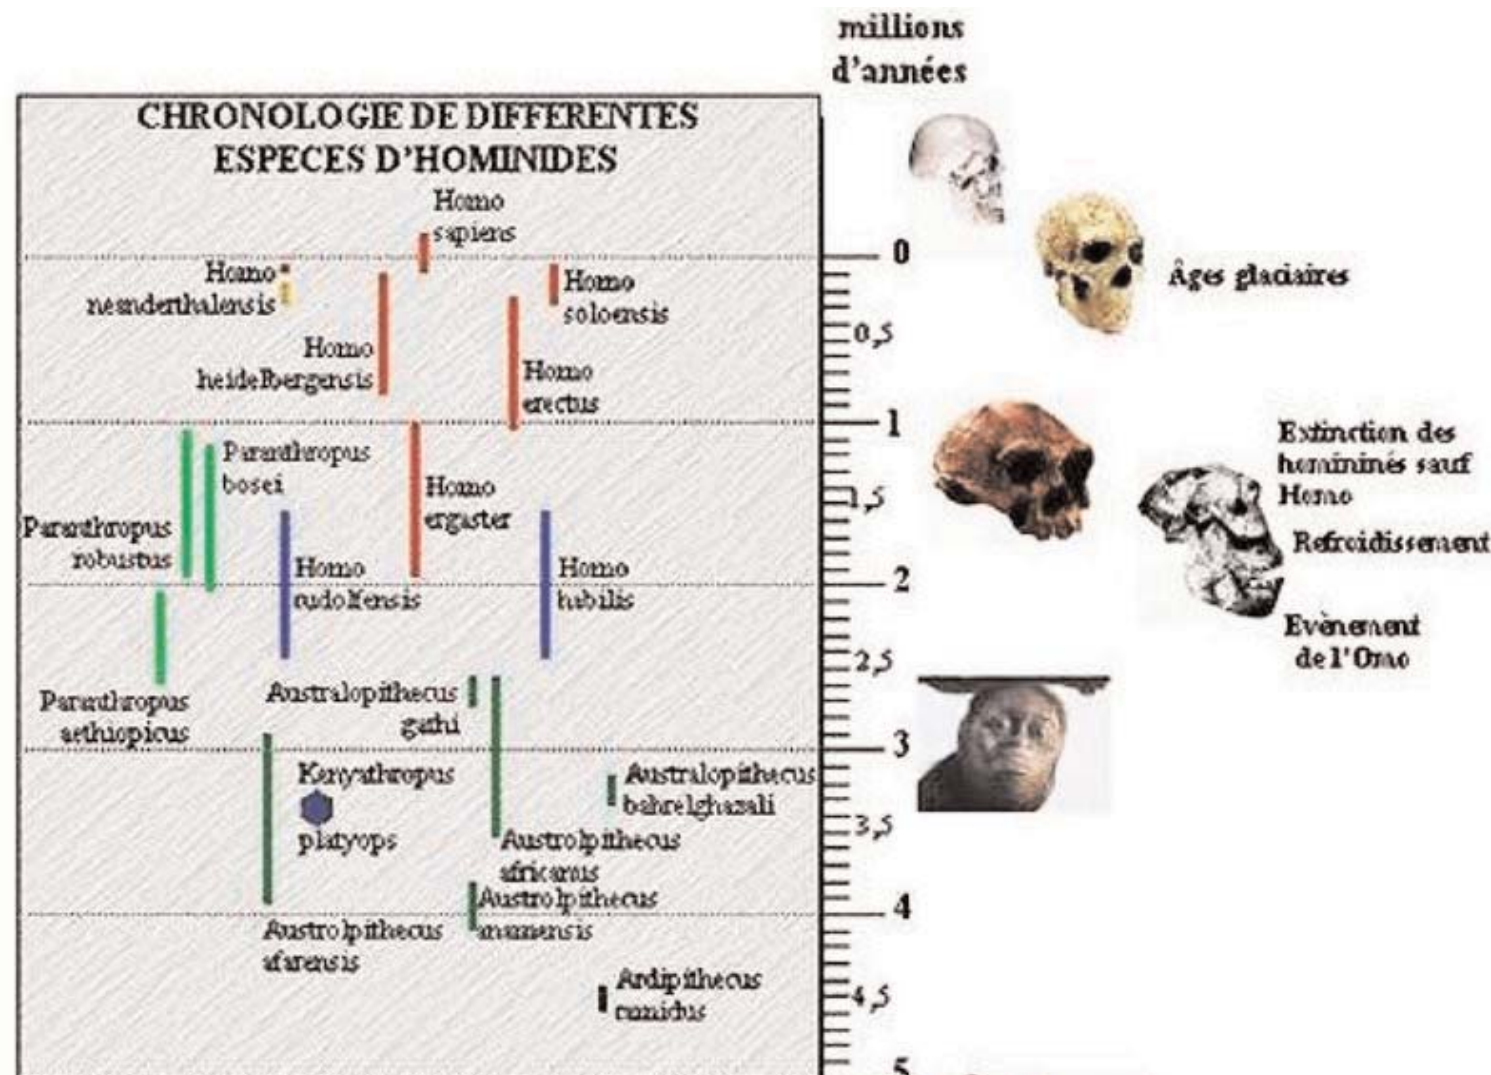 millions
d'années
CHRONOLOGIE DE DIFFERENTES
ESPECES D'HOMINIDES
Homo
sapiens
0
Homo
neanderthalensis
Homo
soloensis
Âges glaciaires
0,5
Homo
heidelbergensis
Homo
erectus
1
Paranthropus
bosei
Extinction des
homininés sauf
Homo
Homo
ergaster
1,5
Paranthropus
robustus
Refroidissement
Homo
rudolfensis
Homo
habilis
2
Evènement
de l'Omo
2,5
Paranthropus
aethiopicus
Australopithecus
garhi
3
Kenyathropus
platyops
Australopithecus
bahrelghazali
3,5
Austrolpithecus
africanus
Austrolpithecus
anamensis
4
Austrolpithecus
afarensis
Ardipithecus
ramidus
4,5
5